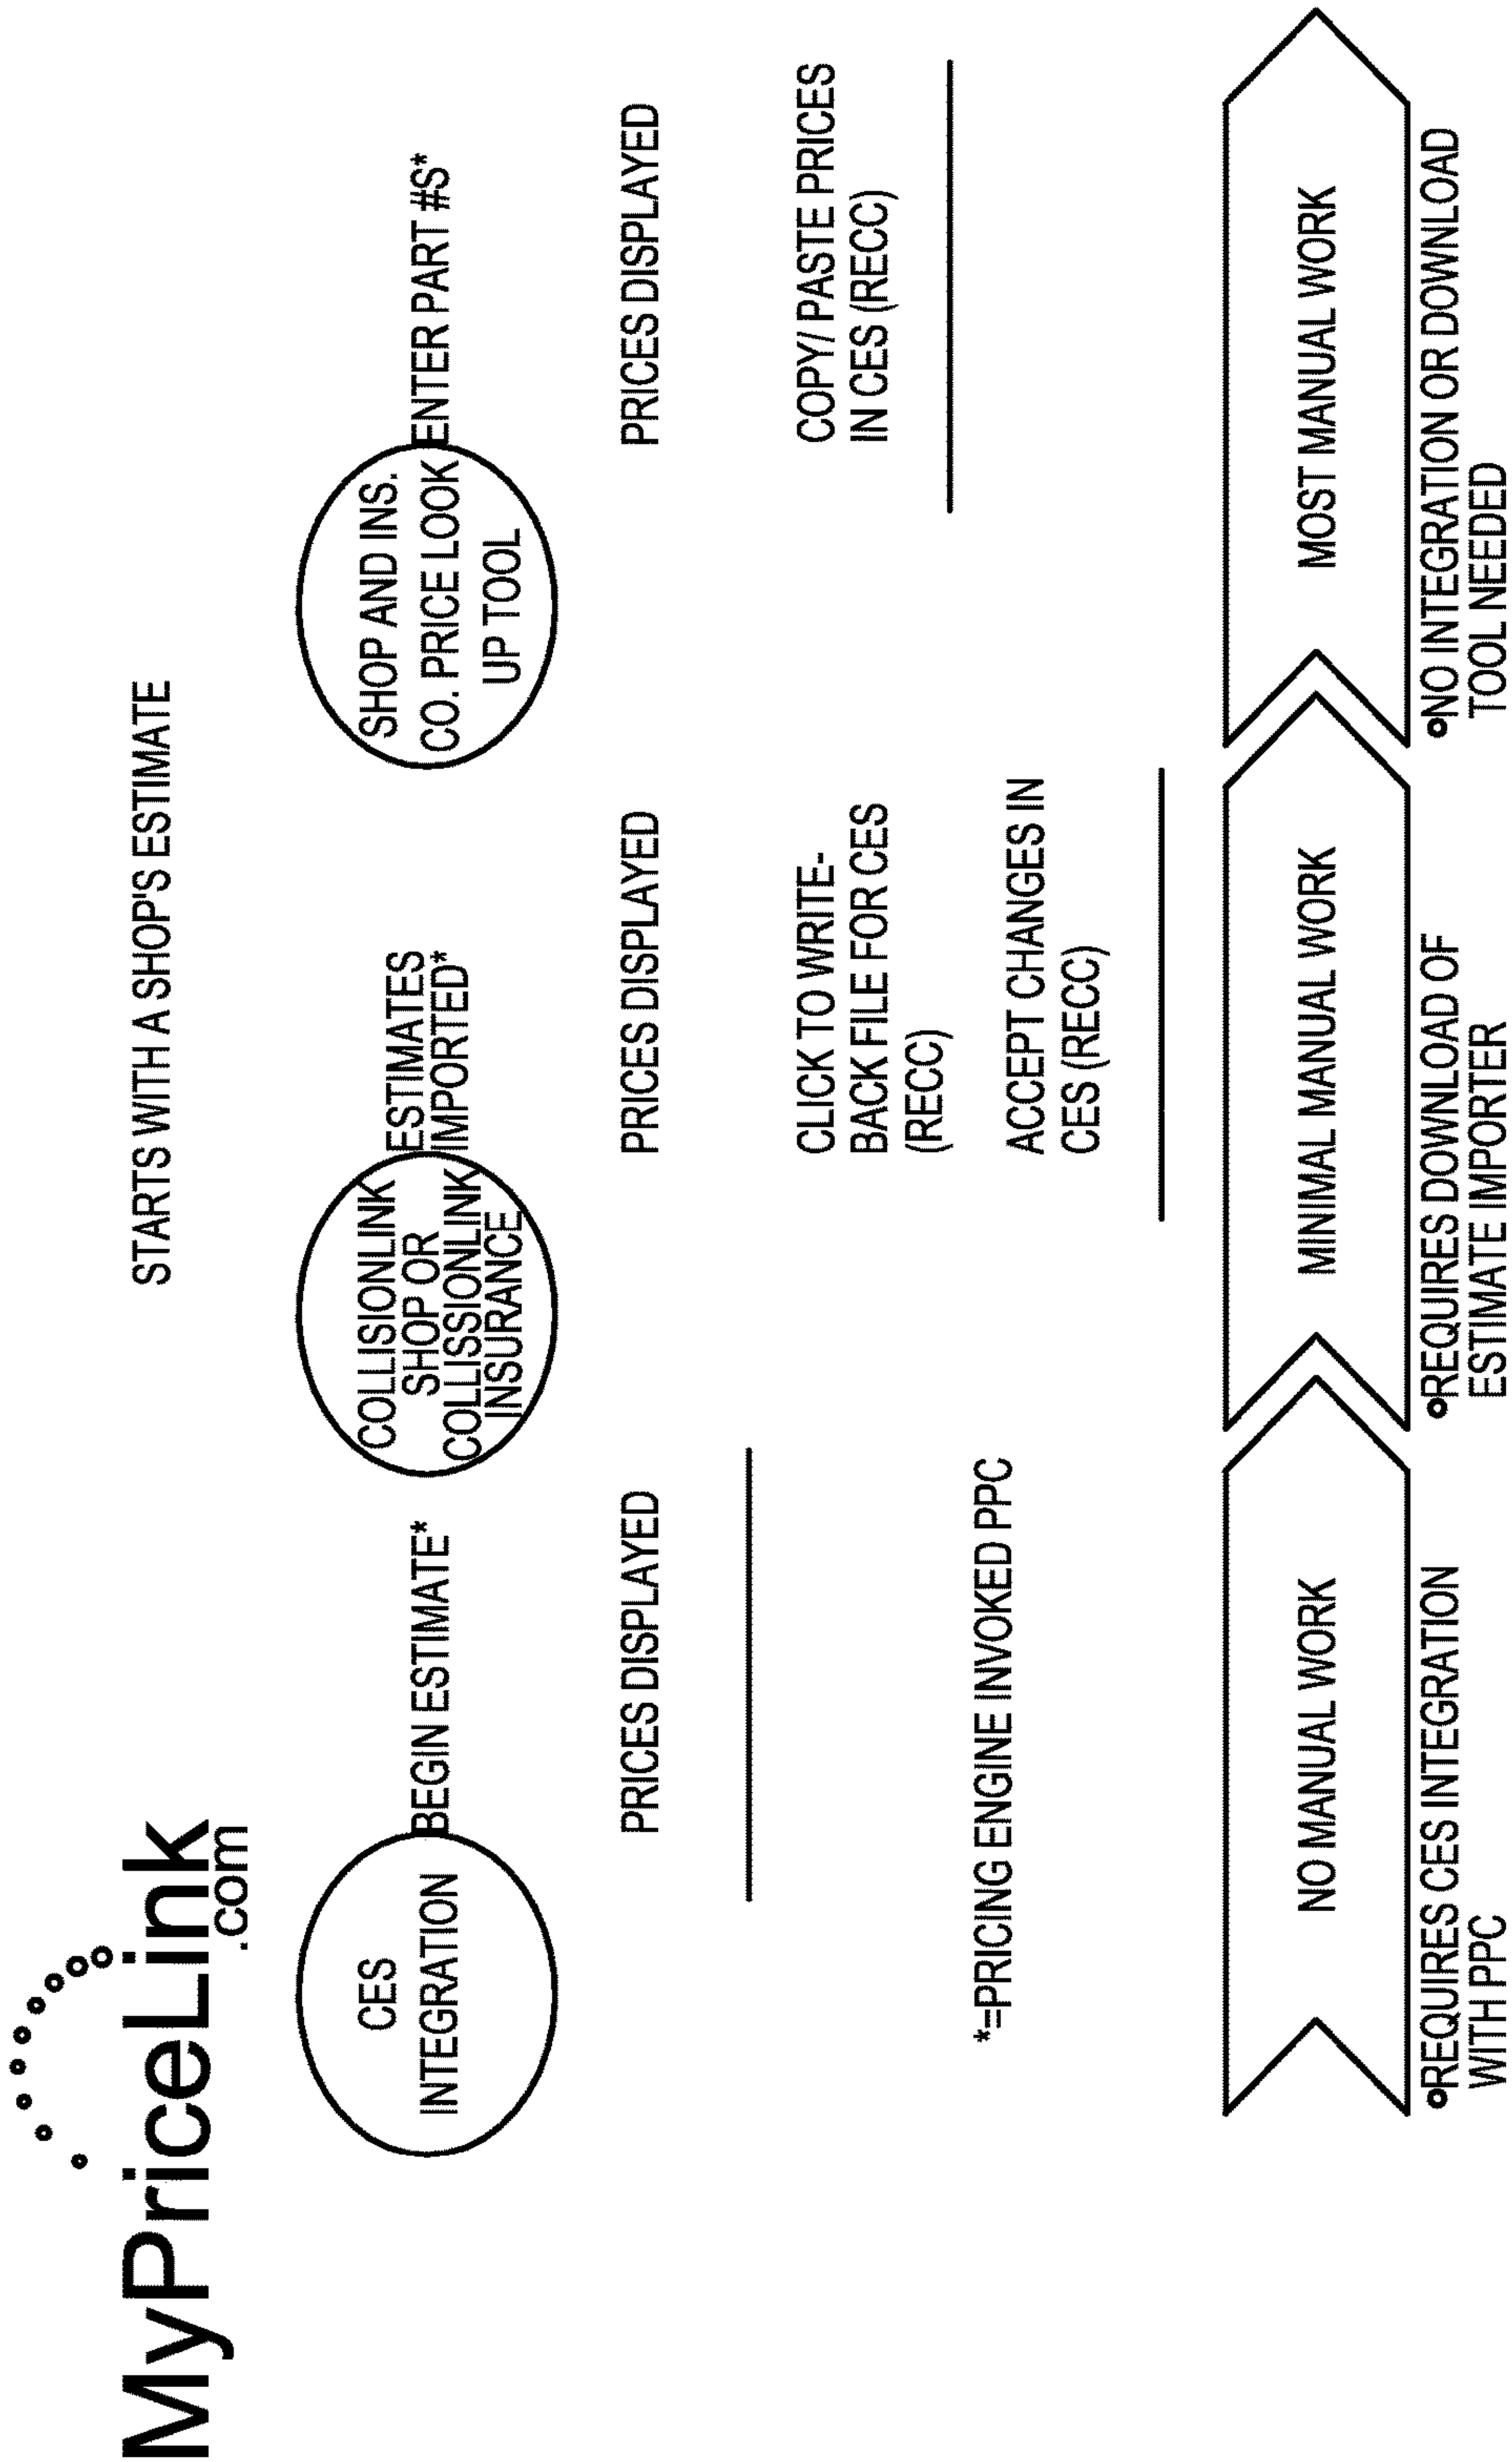 MyPriceLink
.com
STARTS WITH A SHOP'S ESTIMATE
CES
INTEGRATION
BEGIN ESTIMATE*
PRICES DISPLAYED
*=PRICING ENGINE INVOKED PPC
COLLISIONLINK
SHOP OR
COLLISSIONLINK
INSURANCE
ESTIMATES
IMPORTED*
PRICES DISPLAYED
CLICK TO WRITE-
BACK FILE FOR CES
(RECC)
ACCEPT CHANGES IN
CES (RECC)
SHOP AND INS.
CO. PRICE LOOK
UP TOOL
ENTER PART #S*
PRICES DISPLAYED
COPY/ PASTE PRICES
IN CES (RECC)
NO MANUAL WORK
REQUIRES CES INTEGRATION
WITH PPC
MINIMAL MANUAL WORK
REQUIRES DOWNLOAD OF
ESTIMATE IMPORTER
MOST MANUAL WORK
NO INTEGRATION OR DOWNLOAD
TOOL NEEDED